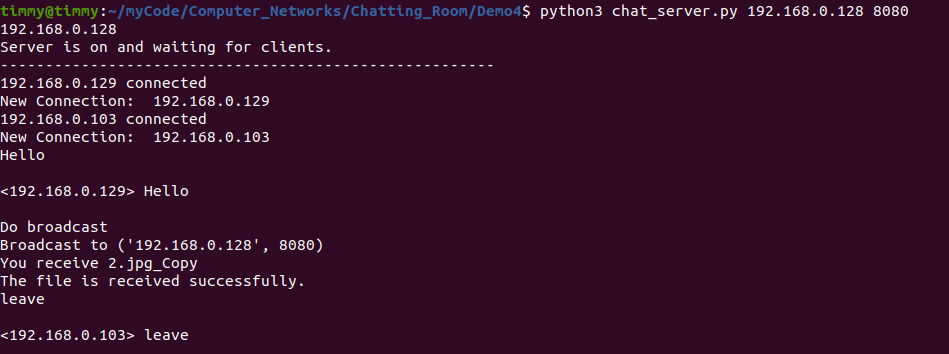 timmy@timmy:~/myCode/Computer_Networks/Chatting_Room/Demo4$ python3 chat_server.py 192.168.0.128 8080
192.168.0.128
Server is on and waiting for clients.
-------------------------------------------------------
192.168.0.129 connected
New Connection:  192.168.0.129
192.168.0.103 connected
New Connection:  192.168.0.103
Hello
<192.168.0.129> Hello
Do broadcast
Broadcast to ('192.168.0.128', 8080)
You receive 2.jpg_Copy
The file is received successfully.
leave
<192.168.0.103> leave